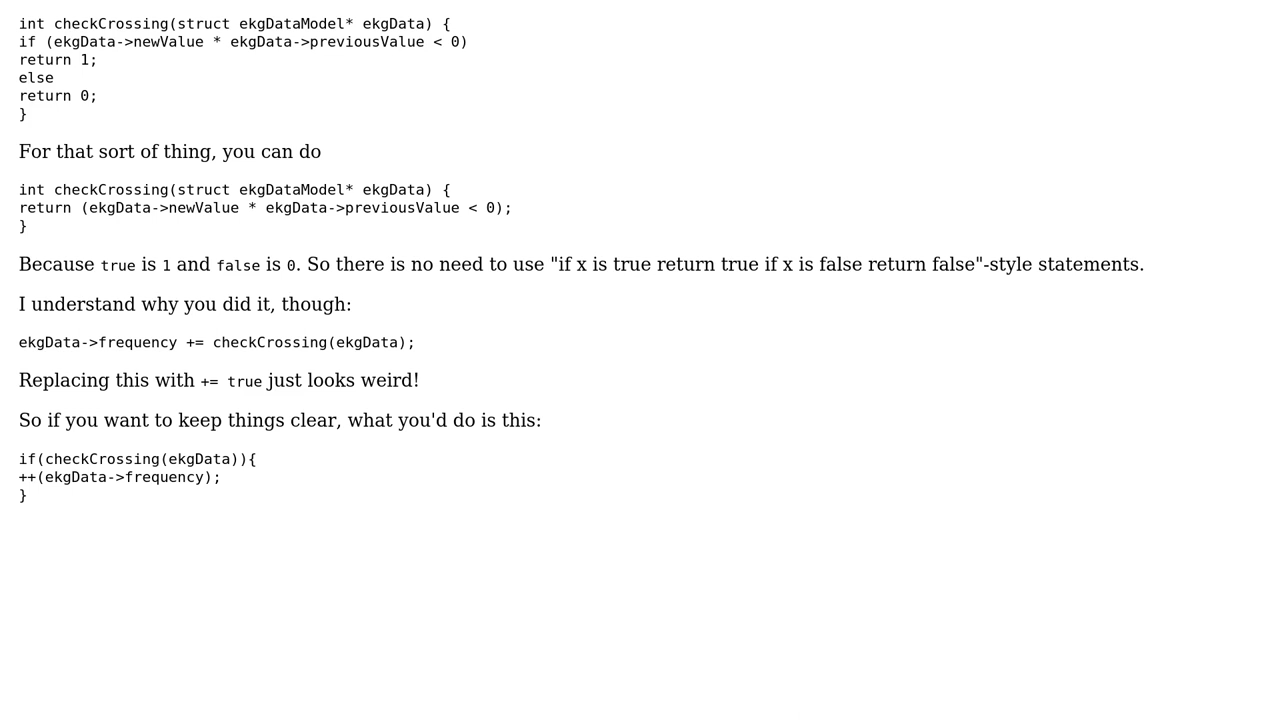 int checkCrossing(struct ekgDataModel* ekgData) {
if (ekgData->newValue * ekgData->previousValue < 0)
return 1;
else
return 0;
}
For that sort of thing, you can do
int checkCrossing(struct ekgDataModel* ekgData) {
return (ekgData->newValue * ekgData->previousValue < 0);
}
Because true is 1 and false is 0. So there is no need to use "if x is true return true if x is false return false"-style statements.
I understand why you did it, though:
ekgData->frequency += checkCrossing(ekgData);
Replacing this with += true just looks weird!
So if you want to keep things clear, what you'd do is this:
if(checkCrossing(ekgData)){
++(ekgData->frequency);
}